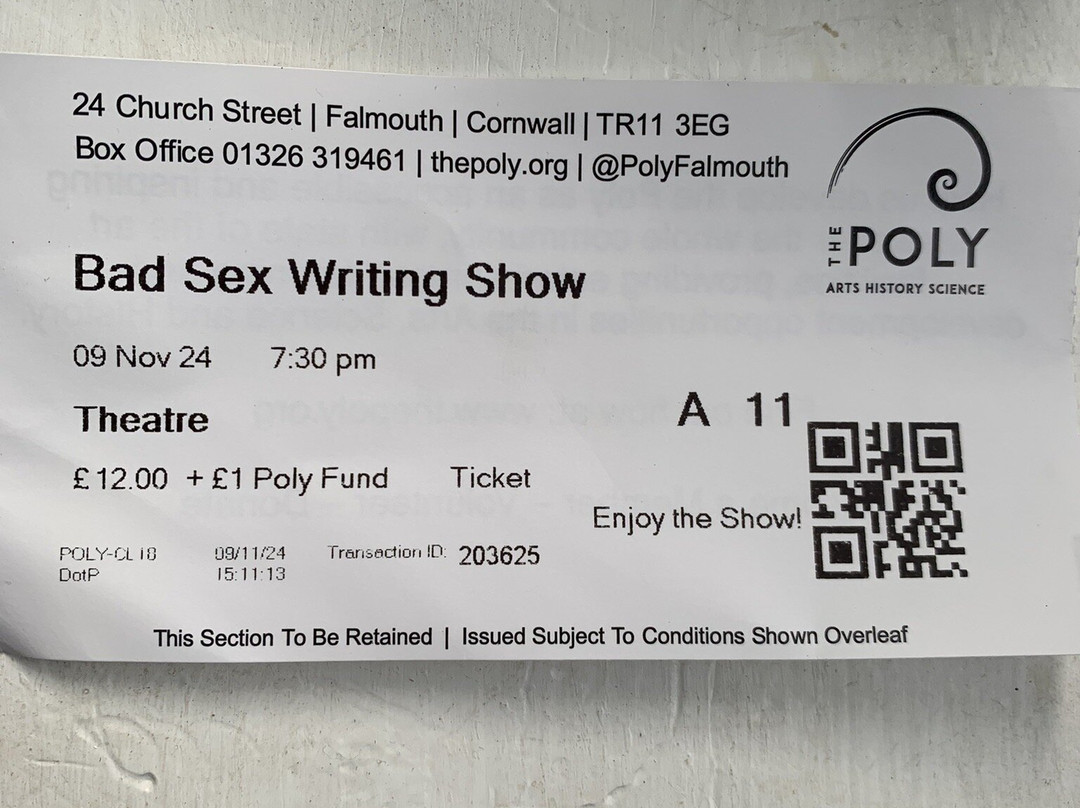 24 Church Street | Falmouth | Cornwall | TR11 3EG
Box Office 01326 319461 | thepoly.org | @PolyFalmouth
THE POLY
ARTS HISTORY SCIENCE
Bad Sex Writing Show
09 Nov 24 7:30 pm
Theatre
A 11
£12.00 + £1 Poly Fund Ticket
Enjoy the Show!
POLY-CL18 09/11/24 Transaction ID: 203625
DotP 15:11:13
This Section To Be Retained | Issued Subject To Conditions Shown Overleaf